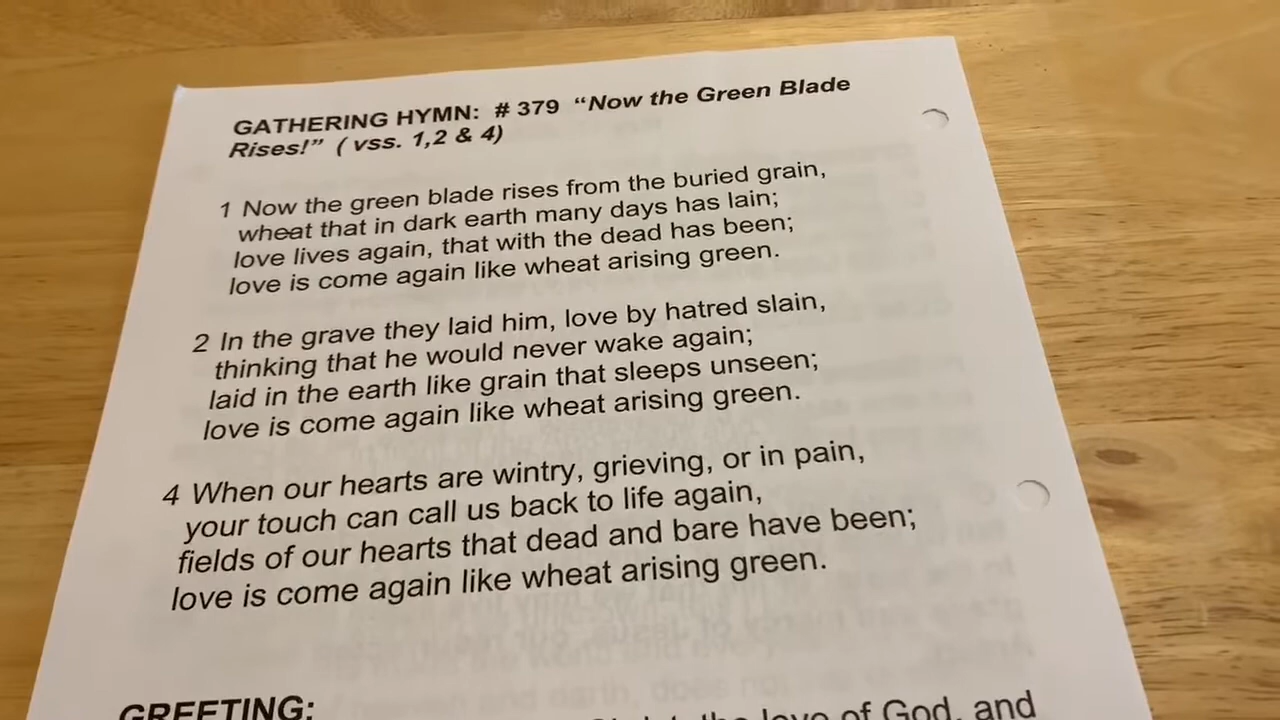 GATHERING HYMN: # 379 “Now the Green Blade
Rises!” ( vss. 1,2 & 4)
1 Now the green blade rises from the buried grain,
wheat that in dark earth many days has lain;
love lives again, that with the dead has been;
love is come again like wheat arising green.
2 In the grave they laid him, love by hatred slain,
thinking that he would never wake again;
laid in the earth like grain that sleeps unseen;
love is come again like wheat arising green.
4 When our hearts are wintry, grieving, or in pain,
your touch can call us back to life again,
fields of our hearts that dead and bare have been;
love is come again like wheat arising green.
GREETING:
the love of God, and